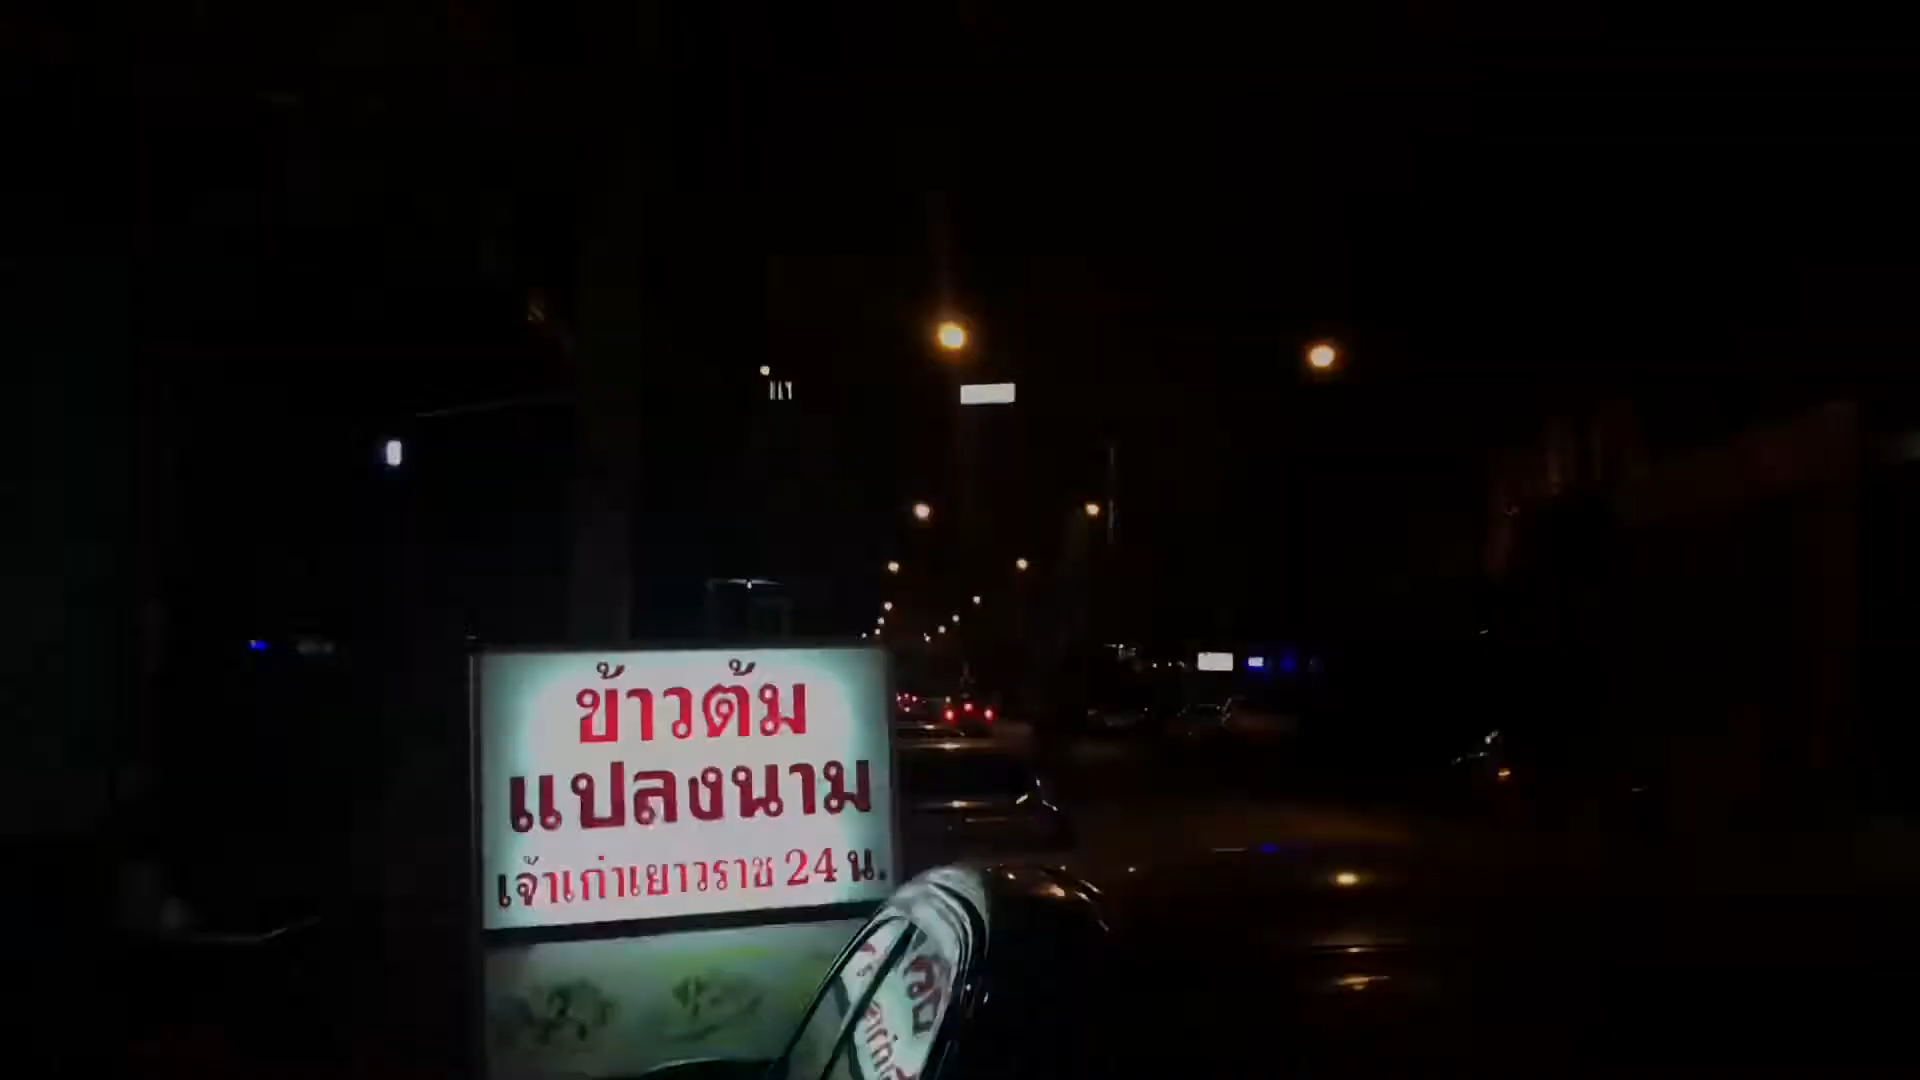 ข้าวต้ม
แปลงนาม
เจ้าเก่าเยาวราช 24 น.